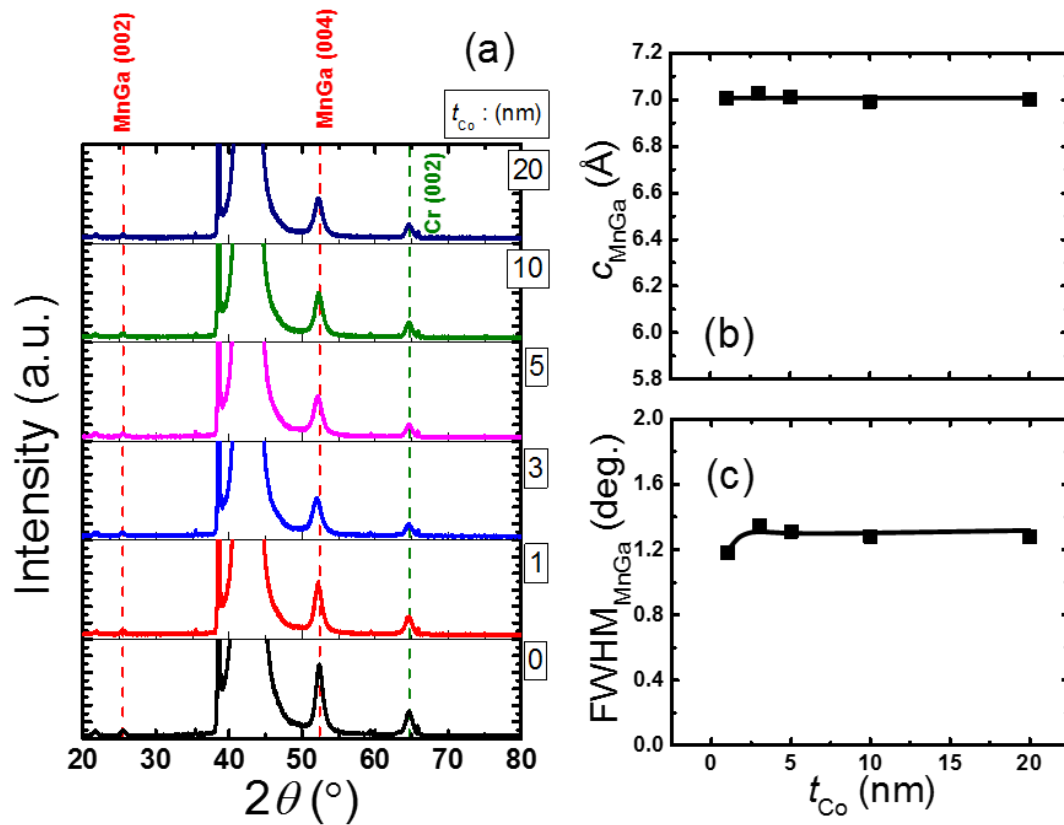 MnGa (002)
MnGa (004)
(a)
t_Co : (nm)
Cr (002)
20
10
5
3
1
0
Intensity (a.u.)
20 30 40 50 60 70 80
2θ (°)
7.2
7.0
6.8
6.6
6.4
6.2
6.0
5.8
c_MnGa (Å)
(b)
2.0
1.6
1.2
0.8
0.4
0.0
FWHM_MnGa (deg.)
(c)
0 5 10 15 20
t_Co (nm)